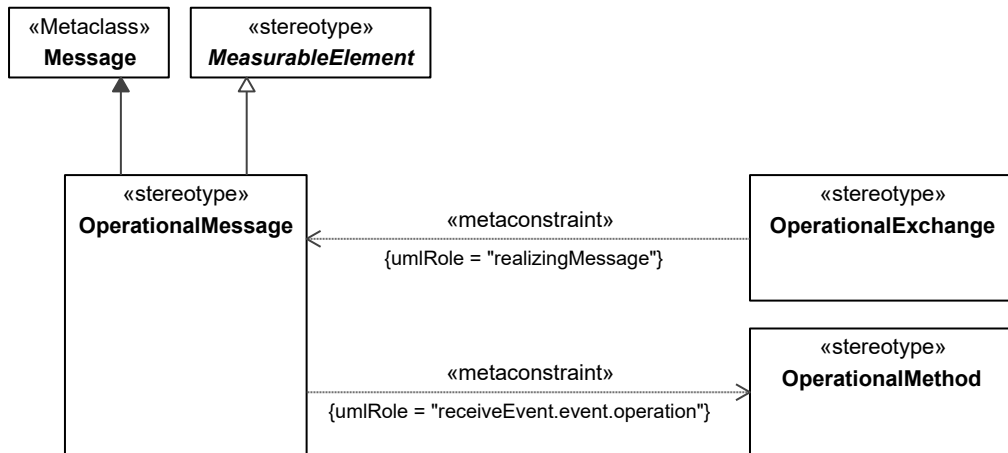 «Metaclass»
Message
«stereotype»
MeasurableElement
«stereotype»
OperationalMessage
«metaconstraint»
{umlRole = "realizingMessage"}
«stereotype»
OperationalExchange
«metaconstraint»
{umlRole = "receiveEvent.event.operation"}
«stereotype»
OperationalMethod